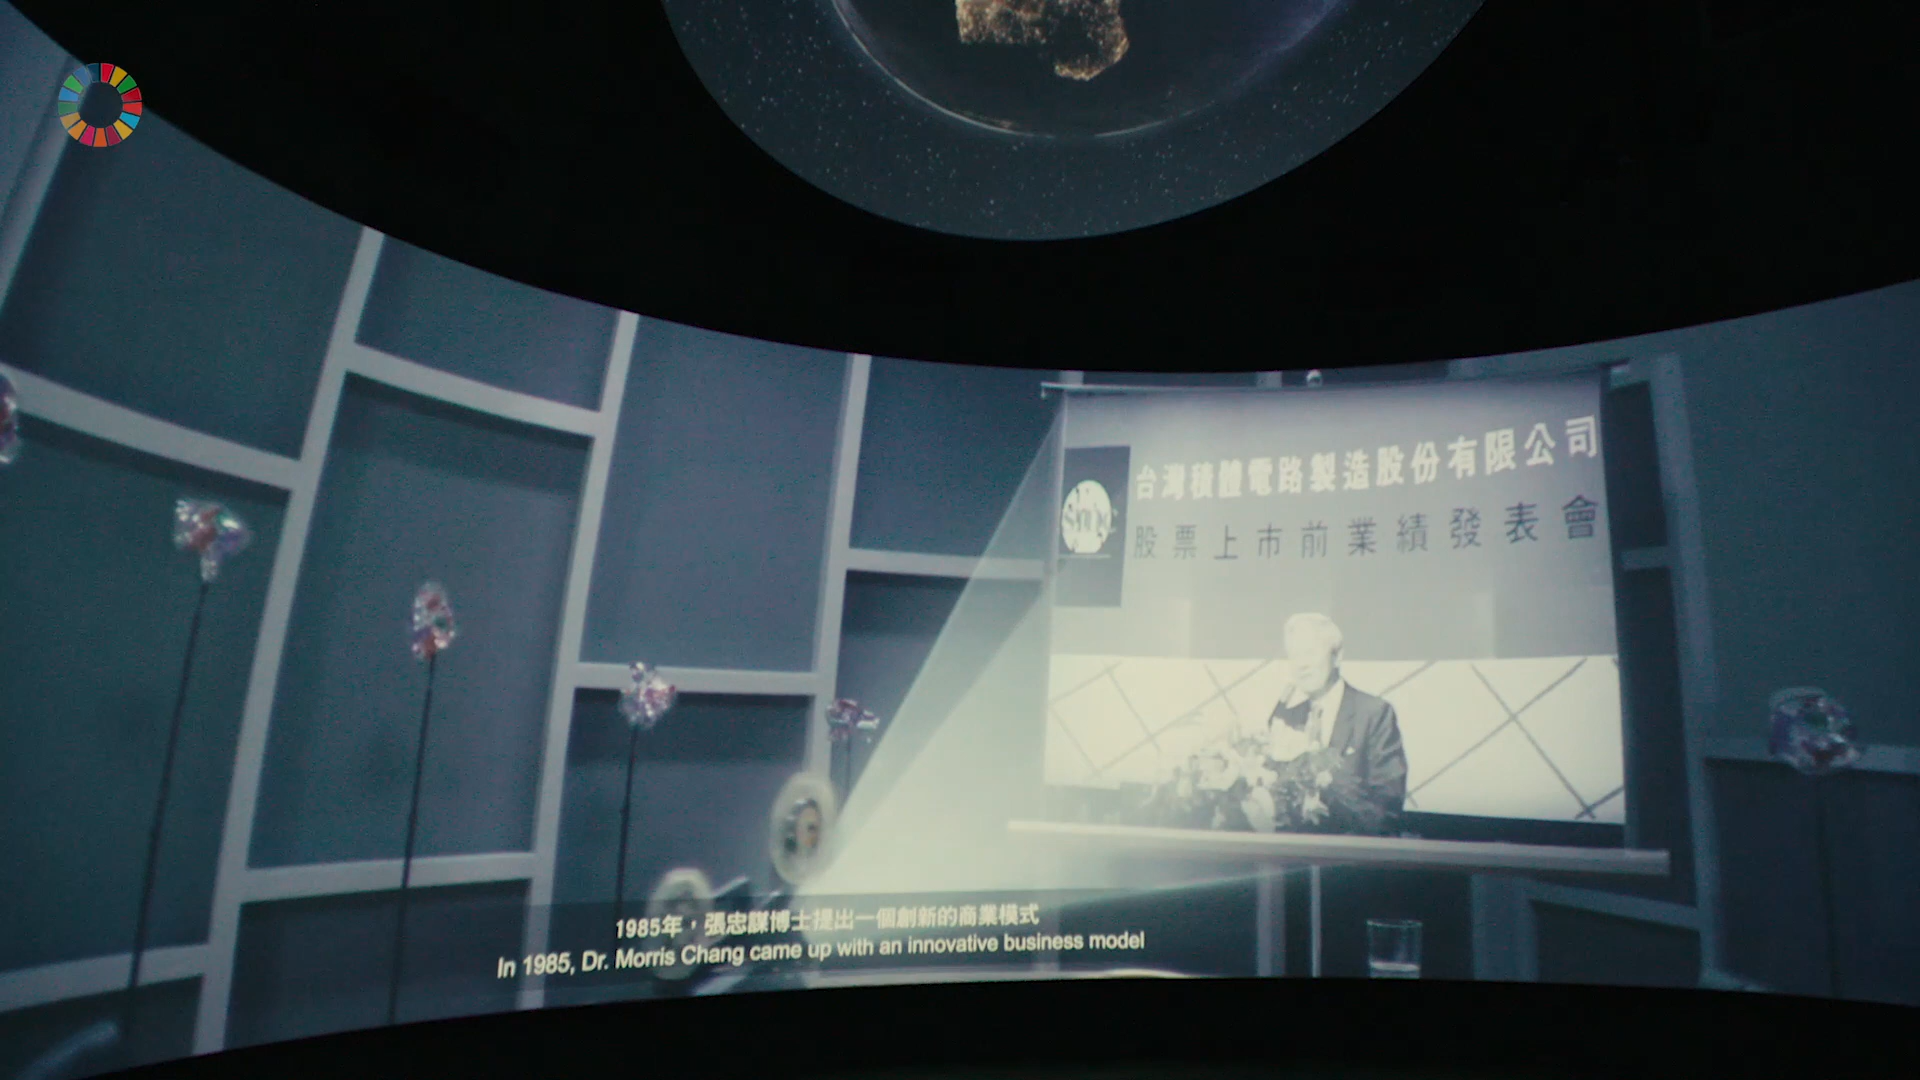 台灣積體電路製造股份有限公司
股票上市前業績發表會
1985年，張忠謀博士提出一個創新的商業模式
In 1985, Dr. Morris Chang came up with an innovative business model